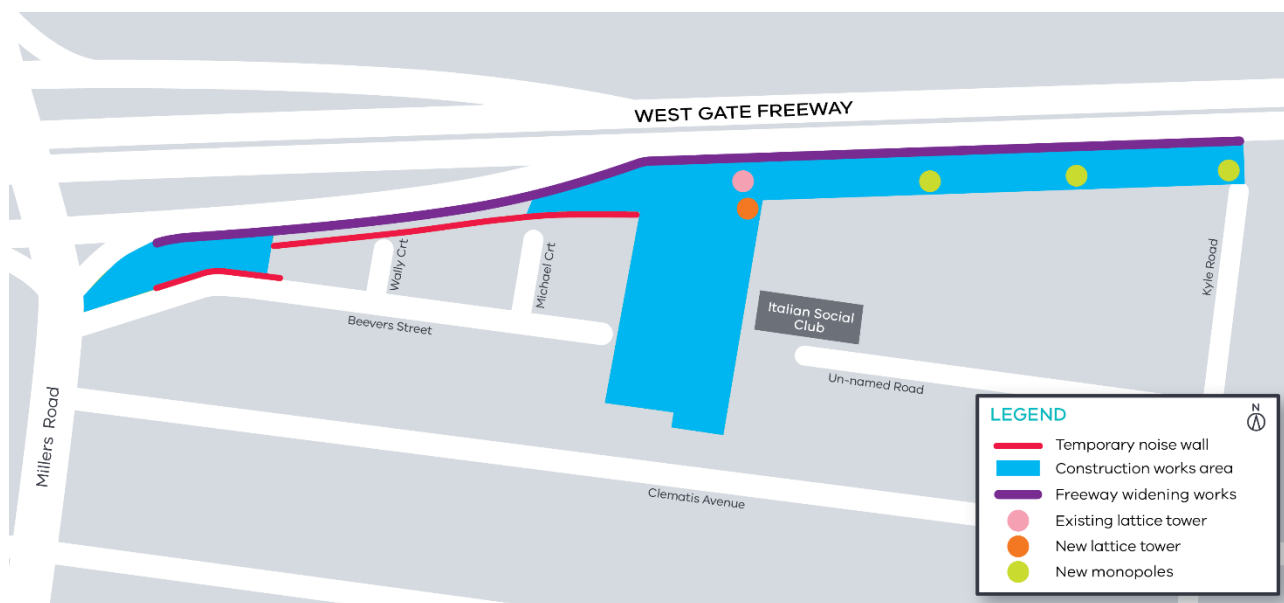 WEST GATE FREEWAY
Wally Crt
Michael Crt
Kyle Road
Beevers Street
Italian Social
Club
Un-named Road
Millers Road
Clematis Avenue
LEGEND
N
Temporary noise wall
Construction works area
Freeway widening works
Existing lattice tower
New lattice tower
New monopoles